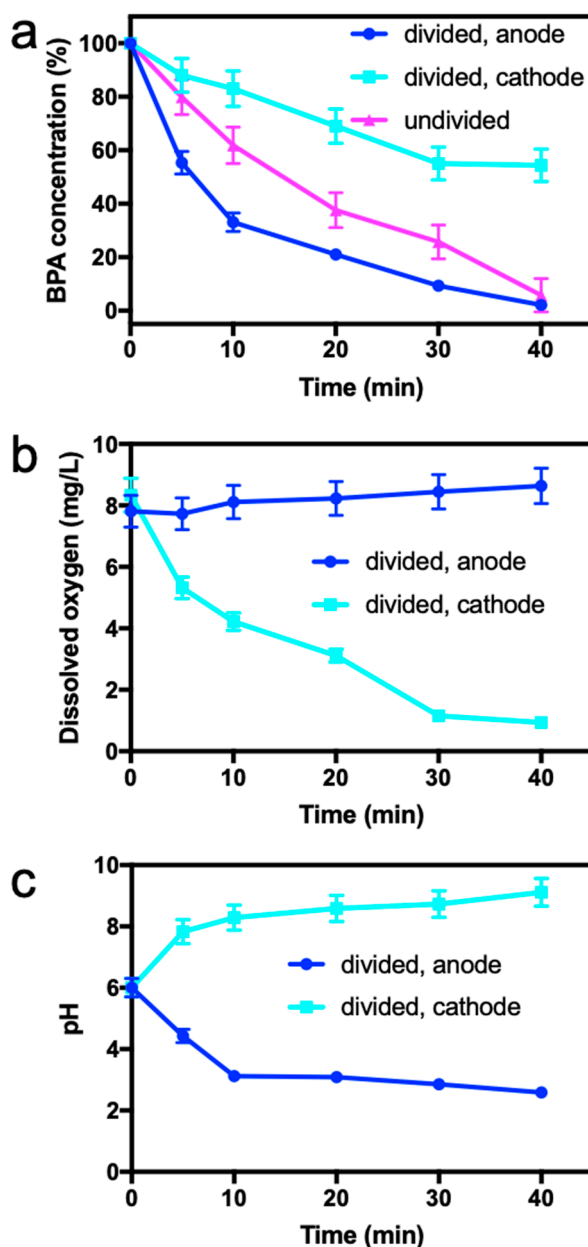 a
divided, anode
divided, cathode
undivided
BPA concentration (%)
100
80
60
40
20
0
0 10 20 30 40
Time (min)
b
Dissolved oxygen (mg/L)
10
8
6
4
2
0
divided, anode
divided, cathode
0 10 20 30 40
Time (min)
c
pH
10
8
6
4
2
0
divided, anode
divided, cathode
0 10 20 30 40
Time (min)